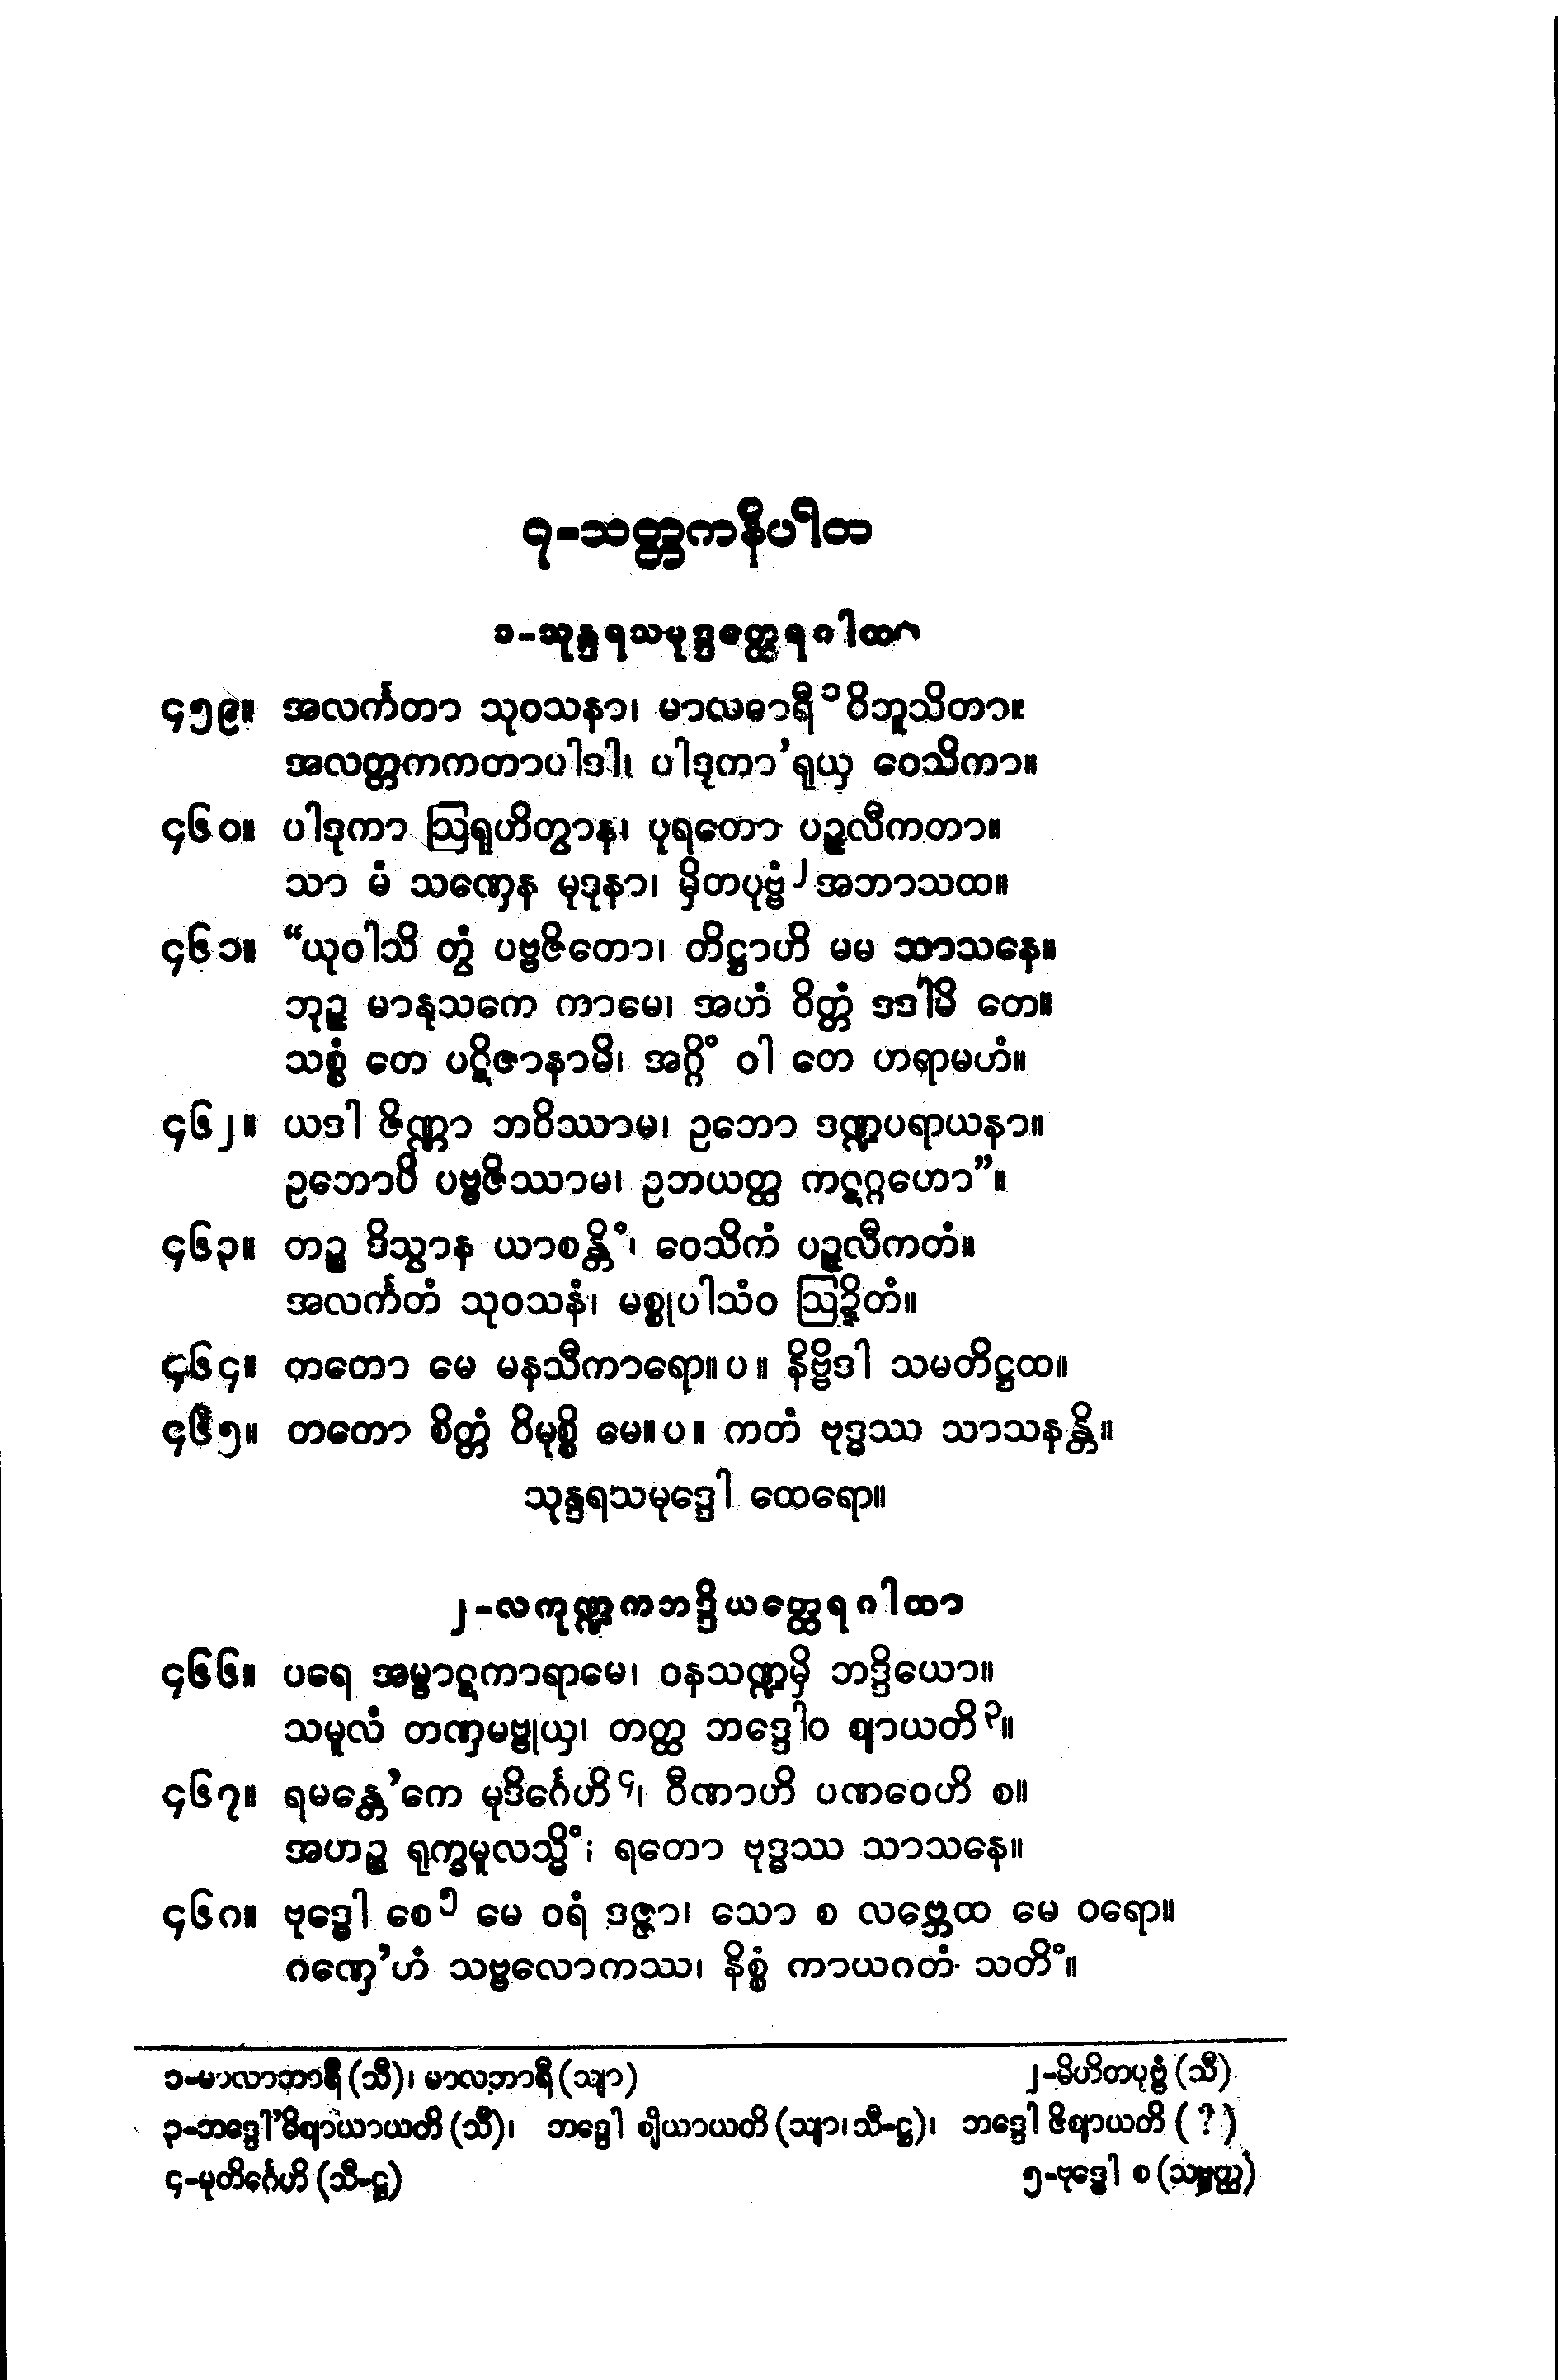 ၇-သတ္တကနိပါတ
၁-သုန္ဒရသမုဒ္ဒတ္ထေရဂါထာ
၄၅၉။ အလင်္ကတာ သုဝသနာ၊ မာလဓာရီ ၁ ဝိဘူသိတာ။
အလတ္တကကတာပါဒါ၊ ပါဒုကာ’ရုယှ ဝေသိကာ။
၄၆၀။ ပါဒုကာ ဩရုဟိတွာန၊ ပုရတော ပဉ္ဇလီကတာ။
သာ မံ သဏှေန မုဒုနာ၊ မှိတပုဗ္ဗံ ၂ အဘာသထ။
၄၆၁။ “ယုဝါသိ တွံ ပဗ္ဗဇိတော၊ တိဋ္ဌာဟိ မမ သာသနေ။
ဘုဉ္ဇ မာနုသကေ ကာမေ၊ အဟံ ဝိတ္တံ ဒဒါမိ တေ။
သစ္စံ တေ ပဋိဇာနာမိ၊ အဂ္ဂိံ ဝါ တေ ဟရာမဟံ။
၄၆၂။ ယဒါ ဇိဏ္ဏာ ဘဝိဿာမ၊ ဥဘော ဒဏ္ဍပရာယနာ။
ဥဘောပိ ပဗ္ဗဇိဿာမ၊ ဥဘယတ္ထ ကဋဂ္ဂဟော”။
၄၆၃။ တဉ္စ ဒိသွာန ယာစန္တိံ၊ ဝေသိကံ ပဉ္ဇလီကတံ။
အလင်္ကတံ သုဝသနံ၊ မစ္စုပါသံဝ ဩဍ္ဍိတံ။
၄၆၄။ တတော မေ မနသီကာရော။ပ။ နိဗ္ဗိဒါ သမတိဋ္ဌထ။
၄၆၅။ တတော စိတ္တံ ဝိမုစ္စိ မေ။ပ။ ကတံ ဗုဒ္ဓဿ သာသနန္တိ။
သုန္ဒရသမုဒ္ဒေါ ထေရော။
၂-လကုဏ္ဍကဘဒ္ဒိယတ္ထေရဂါထာ
၄၆၆။ ပရေ အမ္ဗာဋကာရာမေ၊ ဝနသဏ္ဍမှိ ဘဒ္ဒိယော။
သမူလံ တဏှမဗ္ဗုယှ၊ တတ္ထ ဘဒ္ဒေါဝ ဈာယတိ ၃။
၄၆၇။ ရမန္တေ’ကေ မုဒိင်္ဂေဟိ ၄၊ ဝီဏာဟိ ပဏဝေဟိ စ။
အဟဉ္စ ရုက္ခမူလသ္မိံ၊ ရတော ဗုဒ္ဓဿ သာသနေ။
၄၆၈။ ဗုဒ္ဓေါ စေ ၅ မေ ဝရံ ဒဇ္ဇာ၊ သော စ လဗ္ဘေထ မေ ဝရော။
ဂဏှေ’ဟံ သဗ္ဗလောကဿ၊ နိစ္စံ ကာယဂတံ သတိံ။
၁-မာလာဘာရီ (သီ)၊ မာလဘာရီ (သျာ) ၂-မိဟိတပုဗ္ဗံ (သီ)
၃-ဘဒ္ဒေါ’ဓိဈာယာယတိ (သီ)၊ ဘဒ္ဒေါ ဈိယာယတိ (သျာ၊ သီ-ဋ္ဌ)၊ ဘဒ္ဒေါ ဇိဈာယတိ ( ? )
၄-မုတိင်္ဂေဟိ (သီ-ဋ္ဌ) ၅-ဗုဒ္ဓေါ စ (သဗ္ဗတ္ထ)